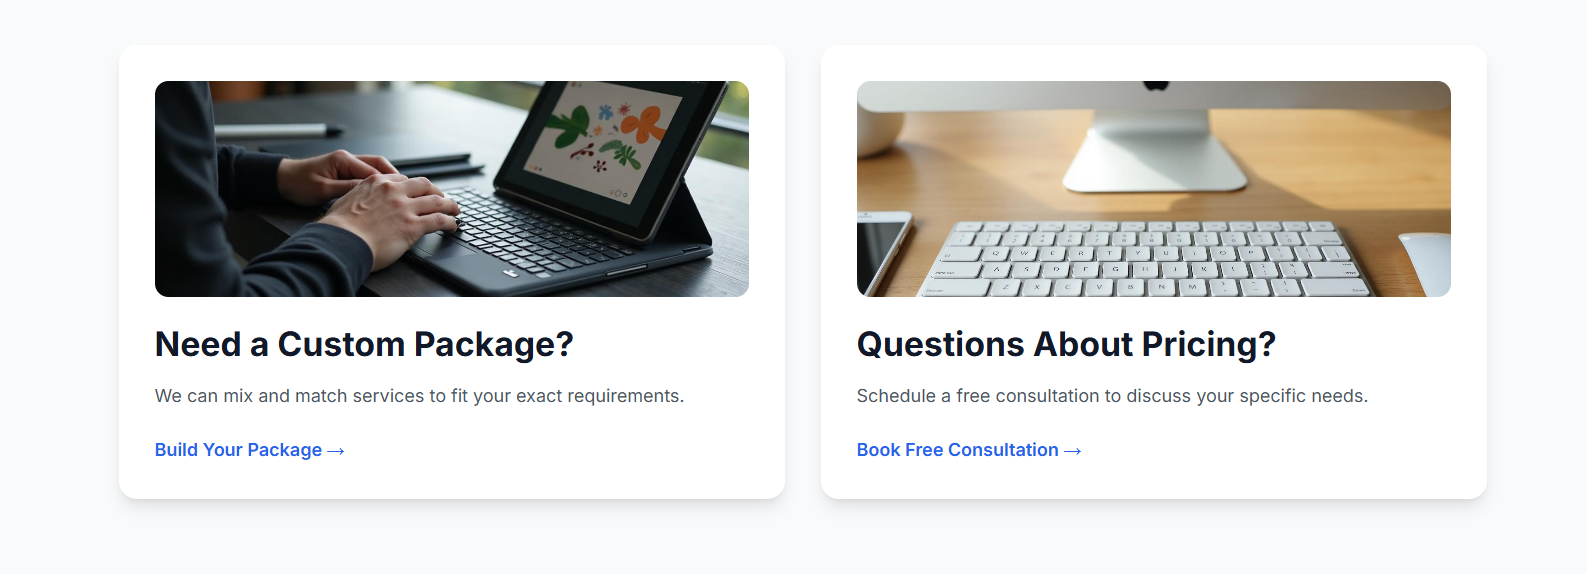 Need a Custom Package?
We can mix and match services to fit your exact requirements.
Build Your Package →
Questions About Pricing?
Schedule a free consultation to discuss your specific needs.
Book Free Consultation →